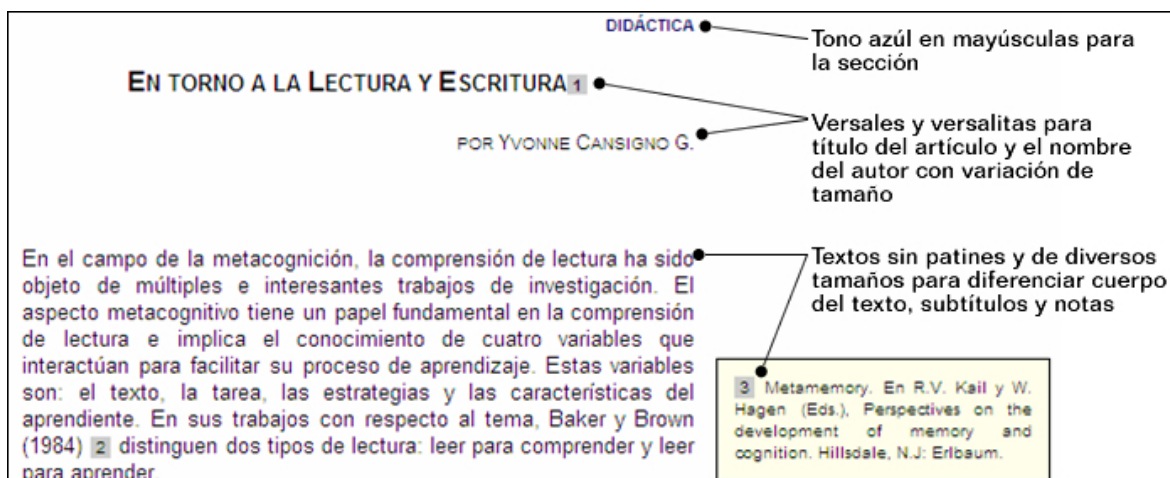 DIDÁCTICA
Tono azúl en mayúsculas para
la sección
EN TORNO A LA LECTURA Y ESCRITURA 1
POR YVONNE CANSIGNO G.
Versales y versalitas para
título del artículo y el nombre
del autor con variación de
tamaño
En el campo de la metacognición, la comprensión de lectura ha sido
objeto de múltiples e interesantes trabajos de investigación. El
aspecto metacognitivo tiene un papel fundamental en la comprensión
de lectura e implica el conocimiento de cuatro variables que
interactúan para facilitar su proceso de aprendizaje. Estas variables
son: el texto, la tarea, las estrategias y las características del
aprendiente. En sus trabajos con respecto al tema, Baker y Brown
(1984) 2 distinguen dos tipos de lectura: leer para comprender y leer
para aprender
Textos sin patines y de diversos
tamaños para diferenciar cuerpo
del texto, subtítulos y notas
3 Metamemory. En R.V. Kail y W.
Hagen (Eds.), Perspectives on the
development of memory and
cognition. Hillsdale, N.J: Erlbaum.